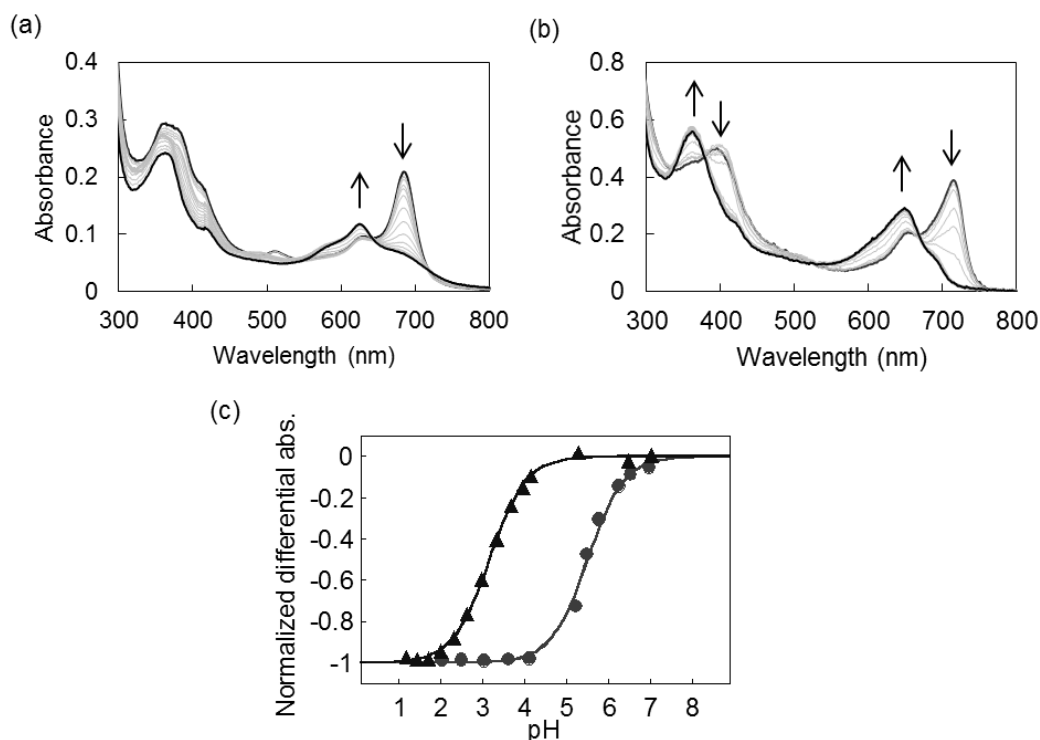 (a)
Absorbance
0.4
0.3
0.2
0.1
0
300 400 500 600 700 800
Wavelength (nm)
(b)
Absorbance
0.8
0.6
0.4
0.2
0
300 400 500 600 700 800
Wavelength (nm)
(c)
Normalized differential abs.
0
-0.2
-0.4
-0.6
-0.8
-1
1 2 3 4 5 6 7 8
pH